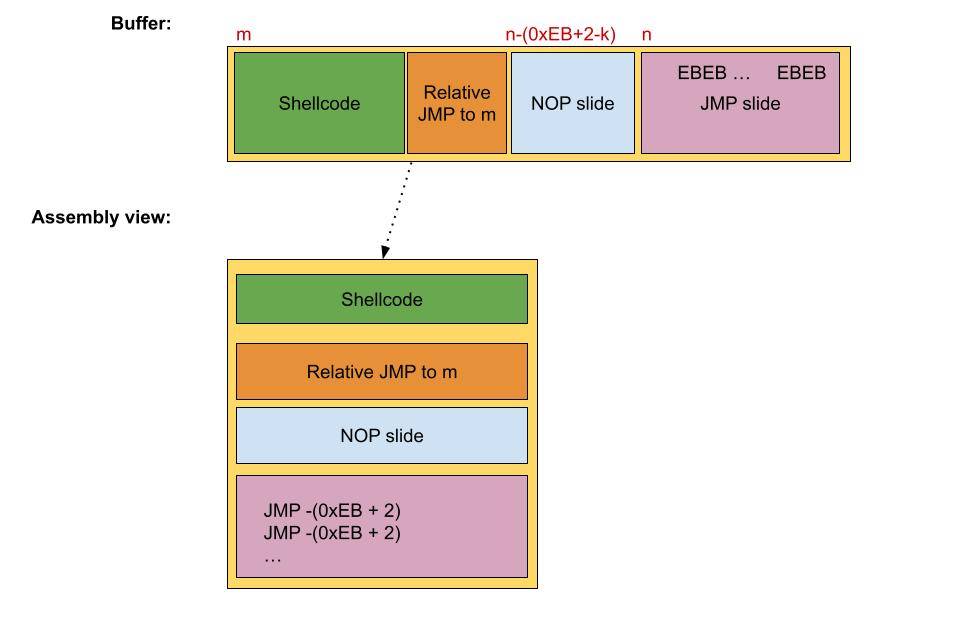 Buffer:
m
n-(0xEB+2-k)
n
Shellcode
Relative
JMP to m
NOP slide
EBEB … EBEB
JMP slide
Assembly view:
Shellcode
Relative JMP to m
NOP slide
JMP -(0xEB + 2)
JMP -(0xEB + 2)
…